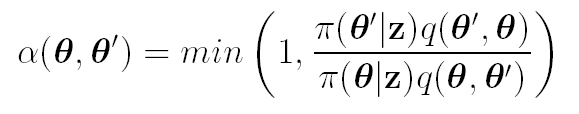 α(θ, θ′) = min ( 1, π(θ′|z)q(θ′, θ) / π(θ|z)q(θ, θ′) )